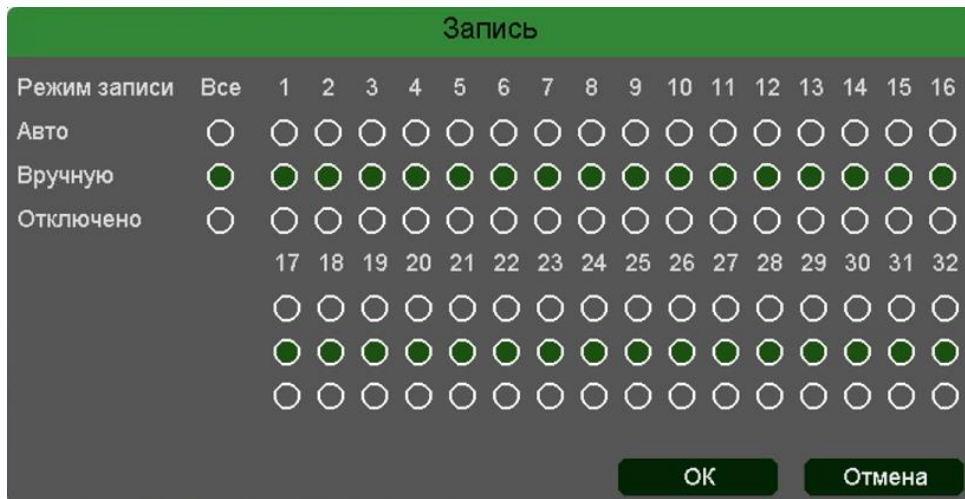 Запись
Режим записи Все 1 2 3 4 5 6 7 8 9 10 11 12 13 14 15 16
Авто
Вручную
Отключено
17 18 19 20 21 22 23 24 25 26 27 28 29 30 31 32
ОК Отмена